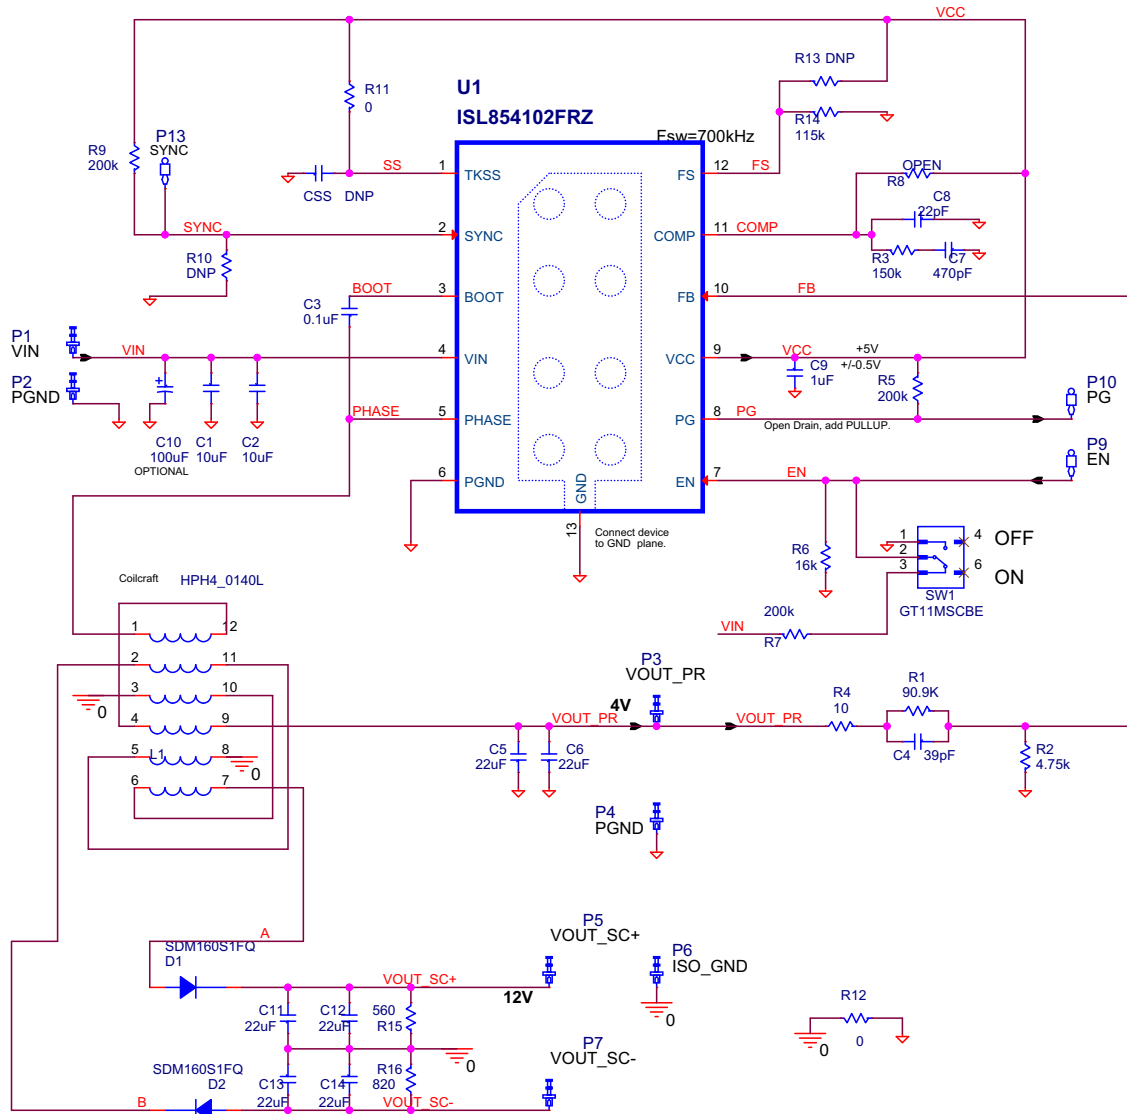 VCC
R13 DNP
R11
0
U1
ISL854102FRZ
R14
115k
Fsw=700kHz
P13
SYNC
R9
200k
SS
1
TKSS
FS
12
FS
OPEN
R8
CSS DNP
C8
22pF
SYNC
2
SYNC
COMP
11
COMP
R10
DNP
R3
150k
C7
470pF
BOOT
3
BOOT
FB
10
FB
C3
0.1uF
P1
VIN
VIN
4
VIN
VCC
9
VCC
+5V
+/-0.5V
C9
1uF
R5
200k
P2
PGND
P10
PG
PHASE
5
PHASE
PG
8
PG
Open Drain, add PULLUP.
C10
100uF
OPTIONAL
C1
10uF
C2
10uF
P9
EN
6
PGND
GND
EN
7
EN
13
Connect device
to GND plane.
R6
16k
1
2
3
4
6
OFF
ON
SW1
GT11MSCBE
Coilcraft
HPH4_0140L
200k
VIN
R7
1
12
2
11
3
10
0
4
9
5
L1
8
0
6
7
P3
VOUT_PR
4V
VOUT_PR
VOUT_PR
R4
10
R1
90.9K
C4
39pF
R2
4.75k
C5
22uF
C6
22uF
P4
PGND
A
SDM160S1FQ
D1
P5
VOUT_SC+
VOUT_SC+
12V
P6
ISO_GND
0
C11
22uF
C12
22uF
560
R15
R12
0
0
0
P7
VOUT_SC-
SDM160S1FQ
D2
C13
22uF
C14
22uF
R16
820
B
VOUT_SC-